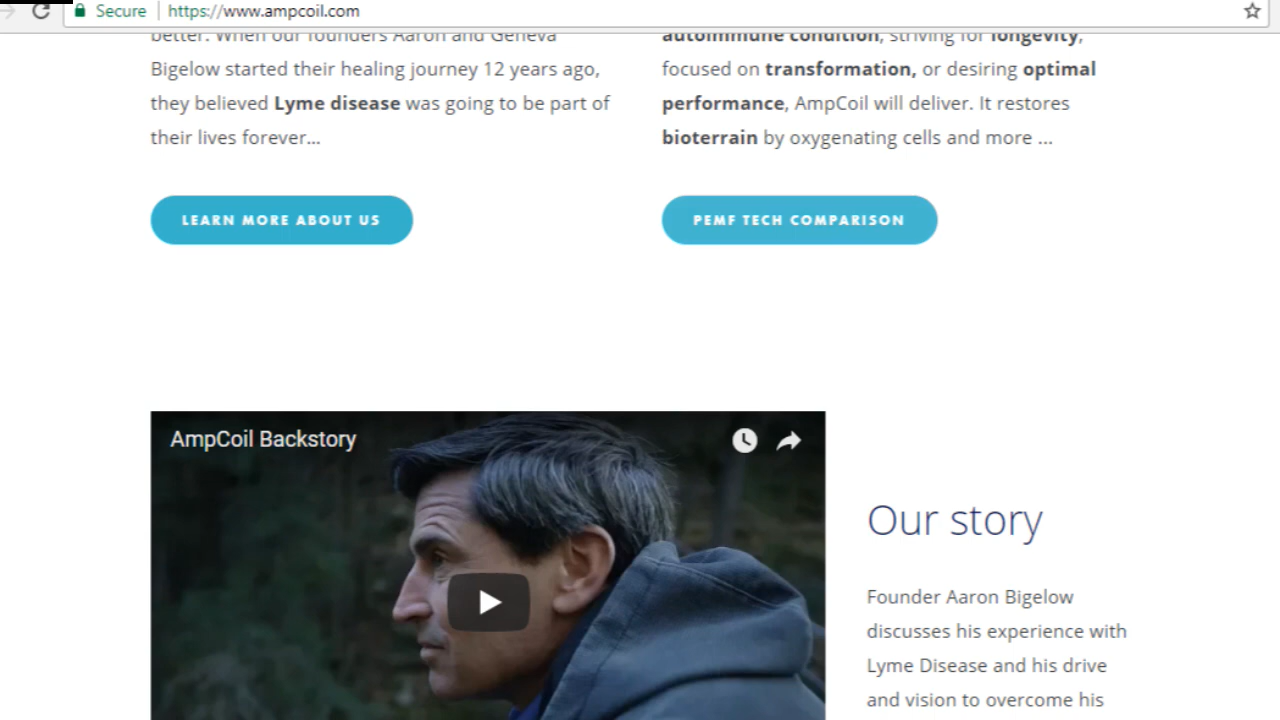 Secure https://www.ampcoil.com
better. When our founders Aaron and Geneva
Bigelow started their healing journey 12 years ago,
they believed Lyme disease was going to be part of
their lives forever...
LEARN MORE ABOUT US
autoimmune condition, striving for longevity,
focused on transformation, or desiring optimal
performance, AmpCoil will deliver. It restores
bioterrain by oxygenating cells and more ...
PEMF TECH COMPARISON
AmpCoil Backstory
Our story
Founder Aaron Bigelow
discusses his experience with
Lyme Disease and his drive
and vision to overcome his